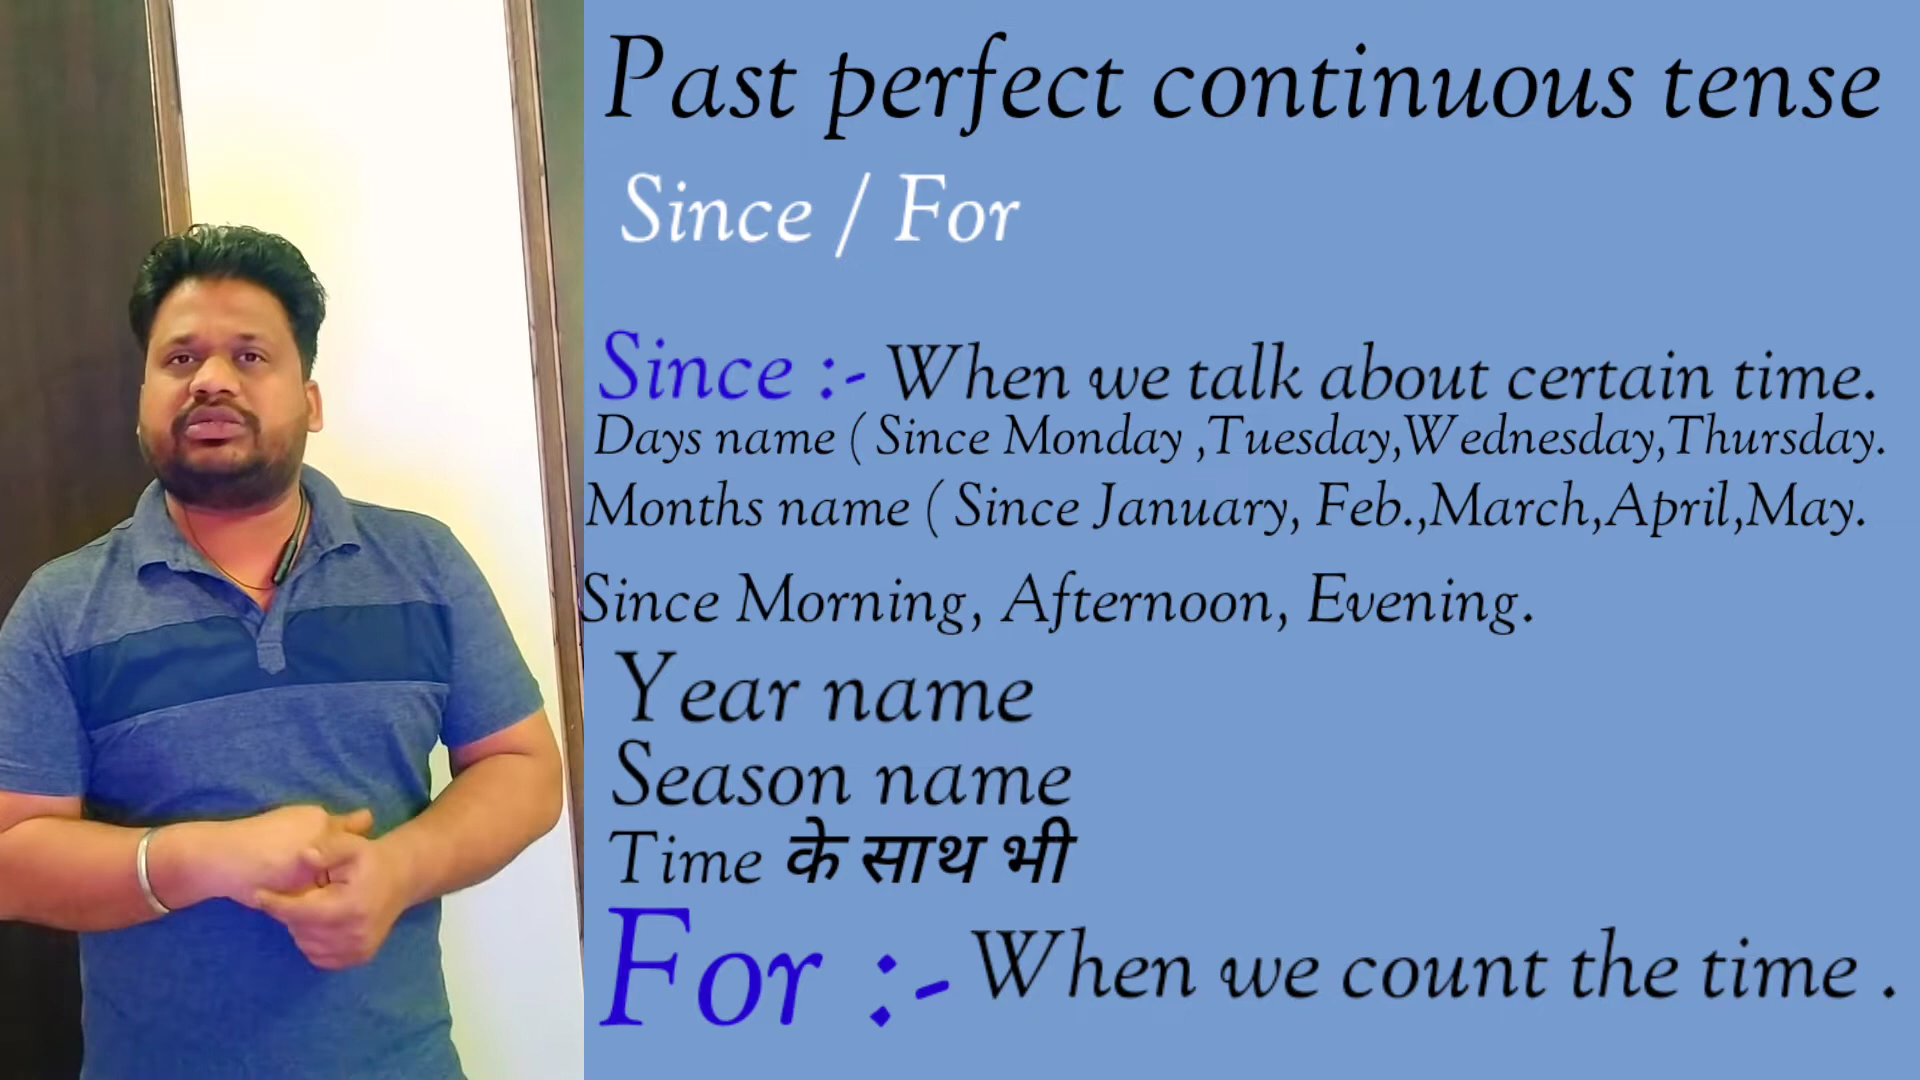 Past perfect continuous tense
Since / For
Since :- When we talk about certain time.
Days name ( Since Monday ,Tuesday,Wednesday,Thursday.
Months name ( Since January, Feb.,March,April,May.
Since Morning, Afternoon, Evening.
Year name
Season name
Time के साथ भी
For :- When we count the time .